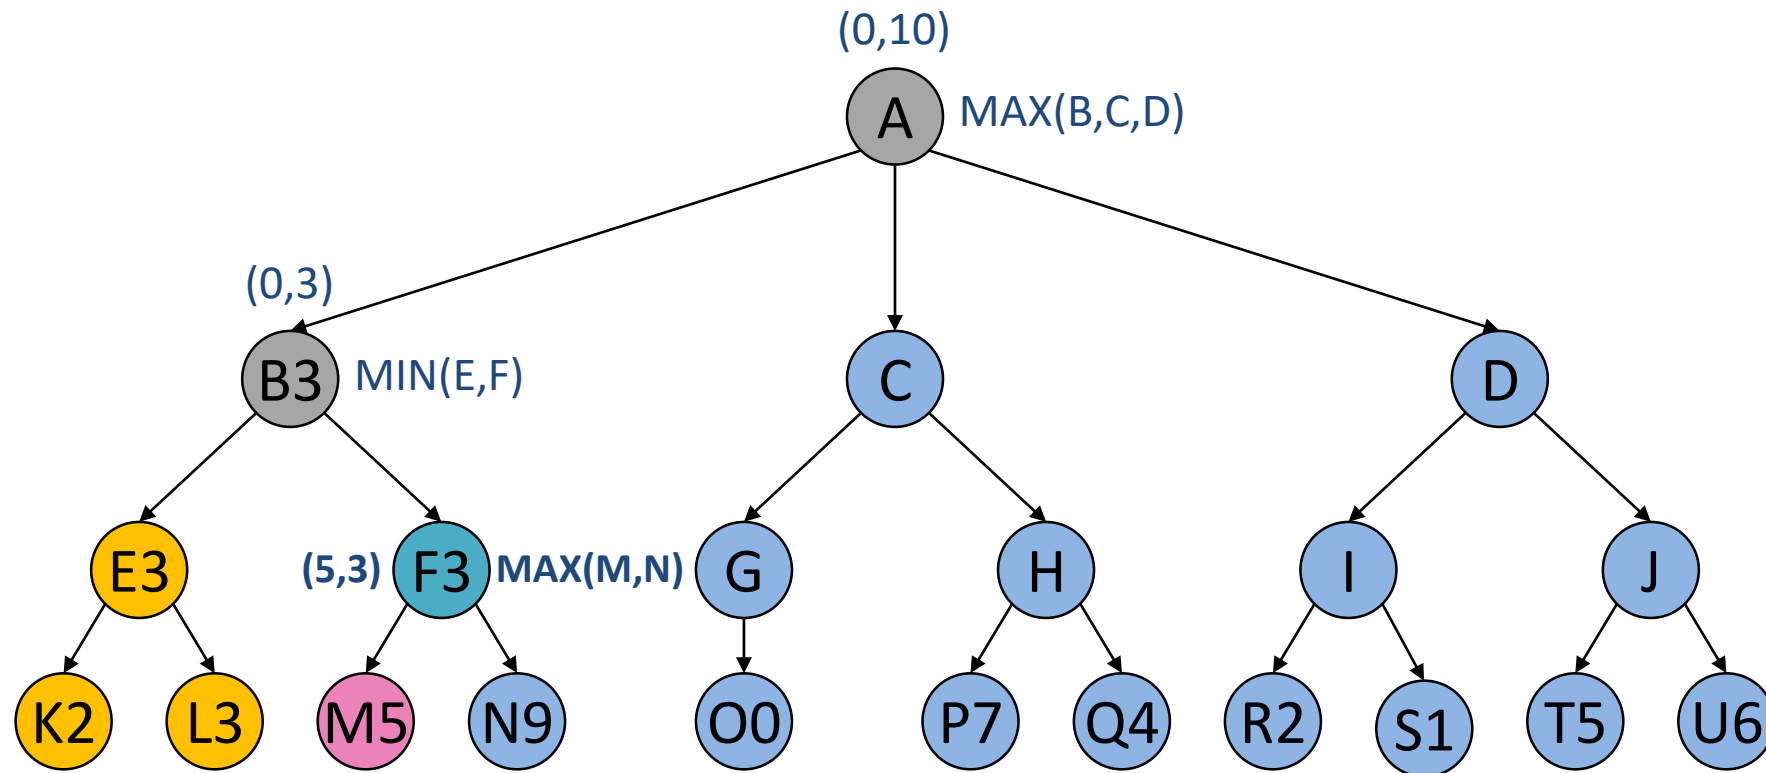 (0,10)
A MAX(B,C,D)
(0,3)
B3 MIN(E,F) C D
E3 (5,3) F3 MAX(M,N) G H I J
K2 L3 M5 N9 O0 P7 Q4 R2 S1 T5 U6